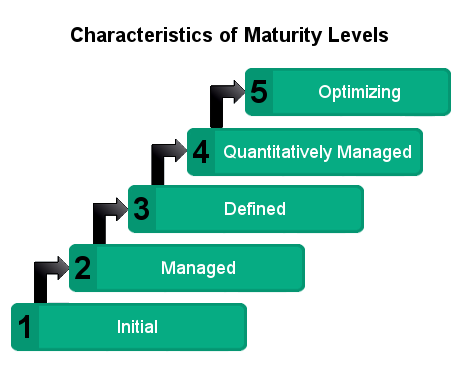 Characteristics of Maturity Levels
5 Optimizing
4 Quantitatively Managed
3 Defined
2 Managed
1 Initial